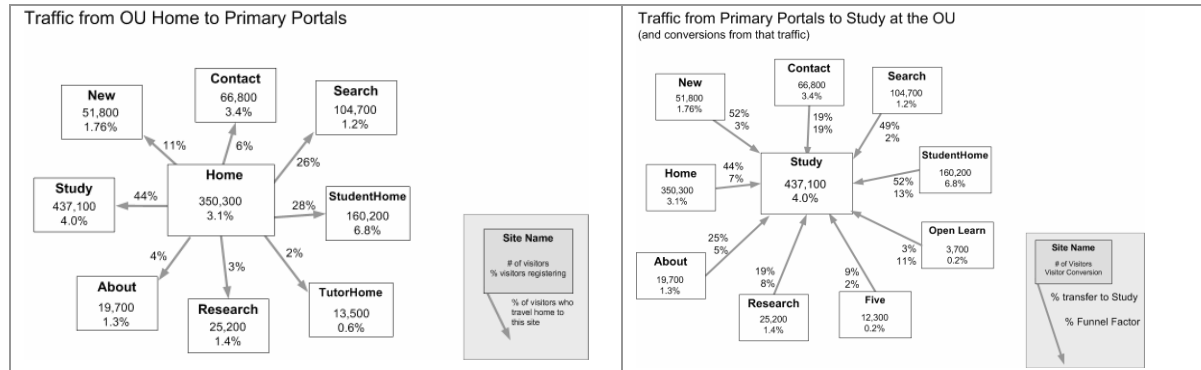 Traffic from OU Home to Primary Portals
Contact
66,800
3.4%
New
51,800
1.76%
Search
104,700
1.2%
11%
6%
26%
Home
350,300
3.1%
Study
437,100
4.0%
44%
28%
StudentHome
160,200
6.8%
4%
3%
2%
About
19,700
1.3%
Research
25,200
1.4%
TutorHome
13,500
0.6%
Site Name
# of visitors
% visitors registering
% of visitors who
travel home to
this site
Traffic from Primary Portals to Study at the OU
(and conversions from that traffic)
Contact
66,800
3.4%
New
51,800
1.76%
Search
104,700
1.2%
52%
3%
19%
19%
49%
2%
Study
437,100
4.0%
Home
350,300
3.1%
44%
7%
StudentHome
160,200
6.8%
52%
13%
Open Learn
3,700
0.2%
3%
11%
About
19,700
1.3%
25%
5%
19%
8%
9%
2%
Research
25,200
1.4%
Five
12,300
0.2%
Site Name
# of Visitors
Visitor Conversion
% transfer to Study
% Funnel Factor